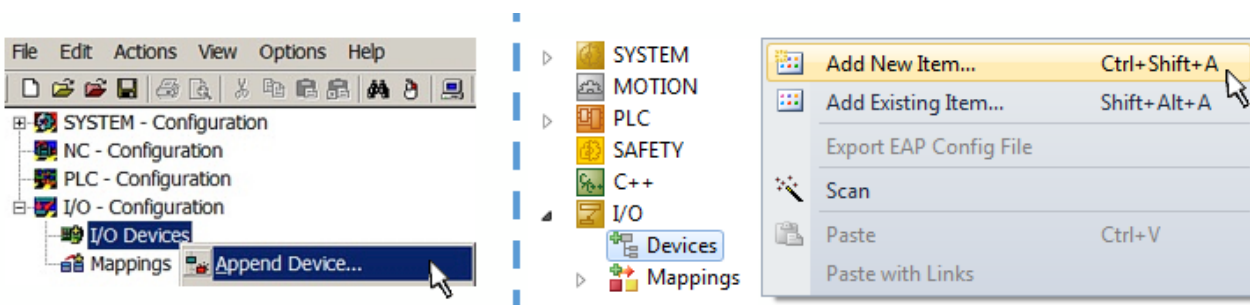 File Edit Actions View Options Help
SYSTEM - Configuration
NC - Configuration
PLC - Configuration
I/O - Configuration
I/O Devices
Mappings
Append Device...
SYSTEM
MOTION
PLC
SAFETY
C++
I/O
Devices
Mappings
Add New Item... Ctrl+Shift+A
Add Existing Item... Shift+Alt+A
Export EAP Config File
Scan
Paste Ctrl+V
Paste with Links